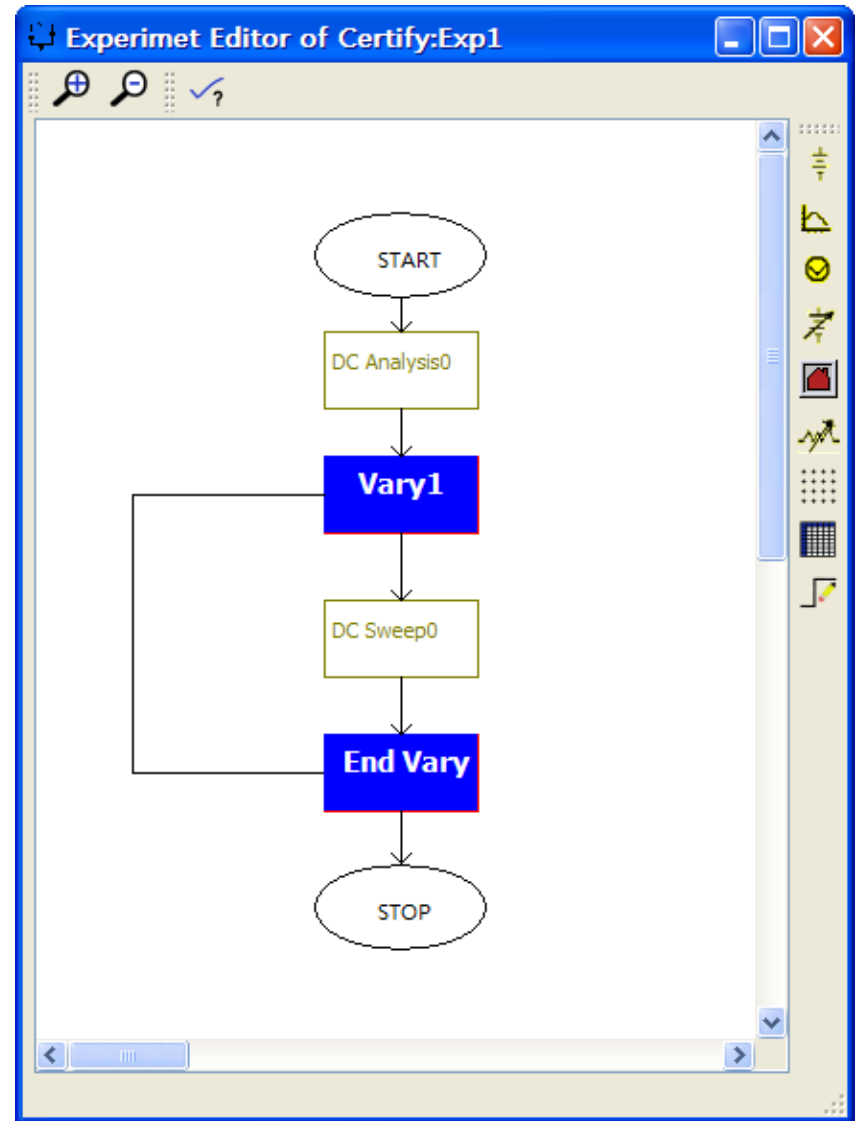 Experimet Editor of Certify:Exp1
?
START
DC Analysis0
Vary1
DC Sweep0
End Vary
STOP